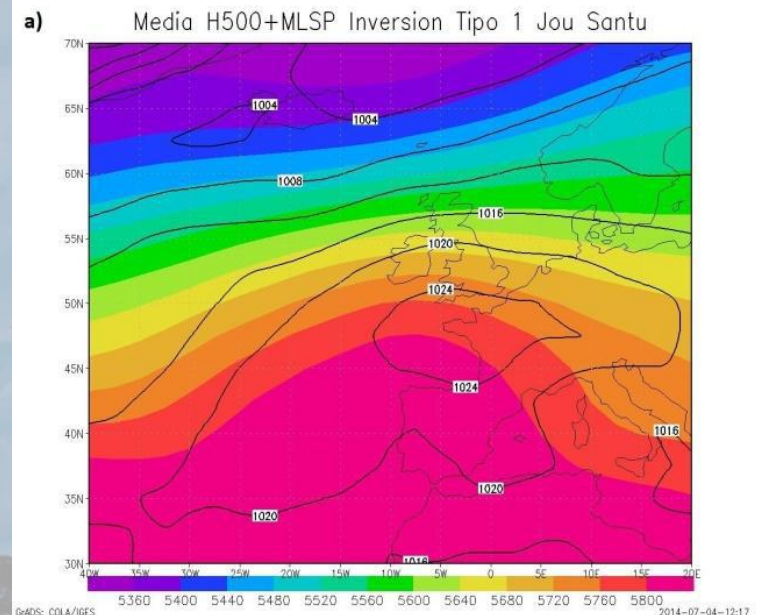 a)
Media H500+MLSP Inversion Tipo 1 Jou Santu
70N
65N
60N
55N
50N
45N
40N
35N
30N
1004
1004
1008
1016
1020
1024
1024
1016
1020
1020
1016
40W 35W 30W 25W 20W 15W 10W 5W 0 5E 10E 15E 20E
5360 5400 5440 5480 5520 5560 5600 5640 5680 5720 5760 5800
GrADS: COLA/IGES
2014-07-04-12:17